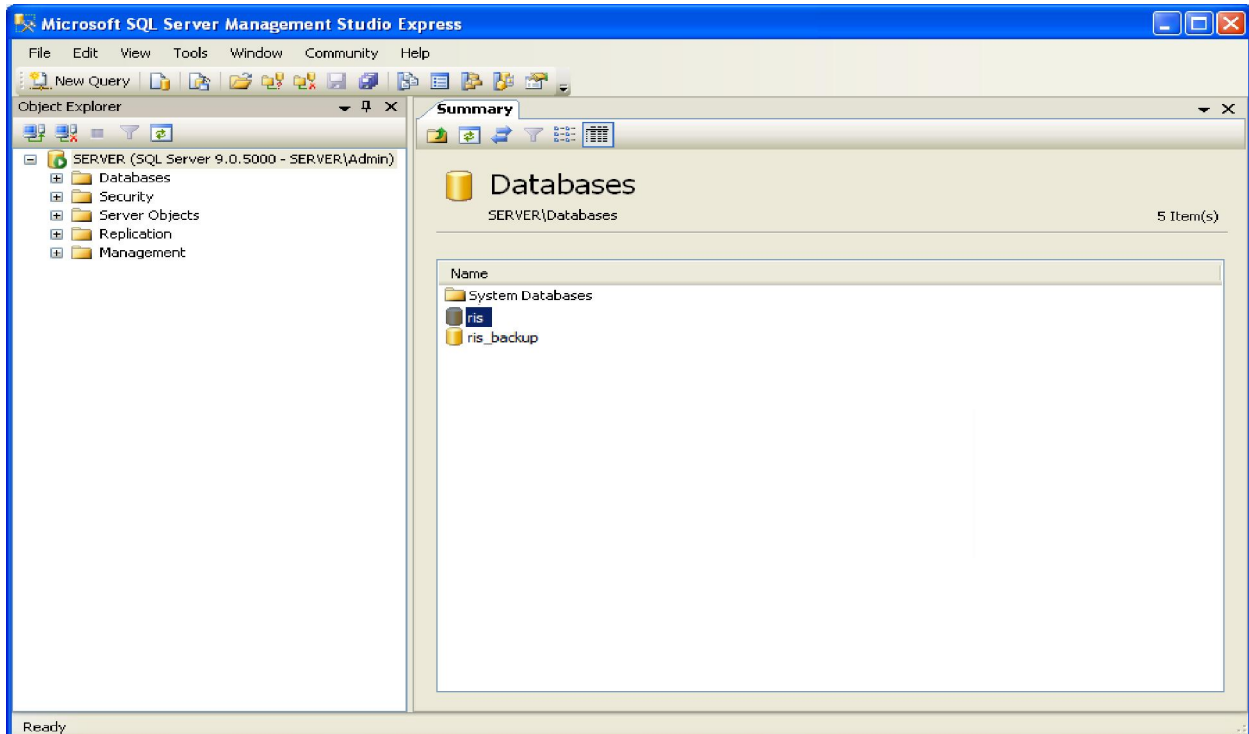 Microsoft SQL Server Management Studio Express
File Edit View Tools Window Community Help
New Query
Object Explorer
Summary
SERVER (SQL Server 9.0.5000 - SERVER\Admin)
Databases
Security
Server Objects
Replication
Management
Databases
SERVER\Databases
5 Item(s)
Name
System Databases
ris
ris_backup
Ready